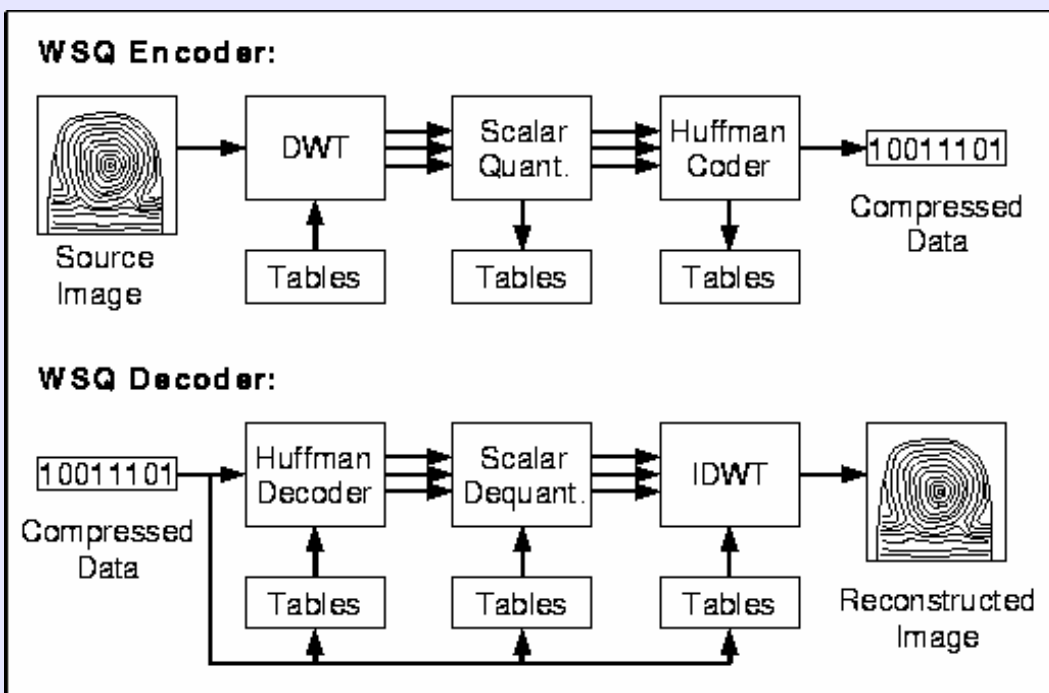 WSQ Encoder:
DWT
Scalar
Quant.
Huffman
Coder
10011101
Compressed
Data
Source
Image
Tables
Tables
Tables
WSQ Decoder:
10011101
Compressed
Data
Huffman
Decoder
Scalar
Dequant.
IDWT
Tables
Tables
Tables
Reconstructed
Image